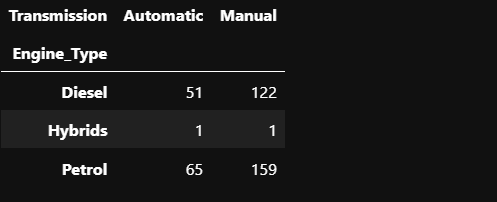 Transmission Automatic Manual
Engine_Type
Diesel 51 122
Hybrids 1 1
Petrol 65 159